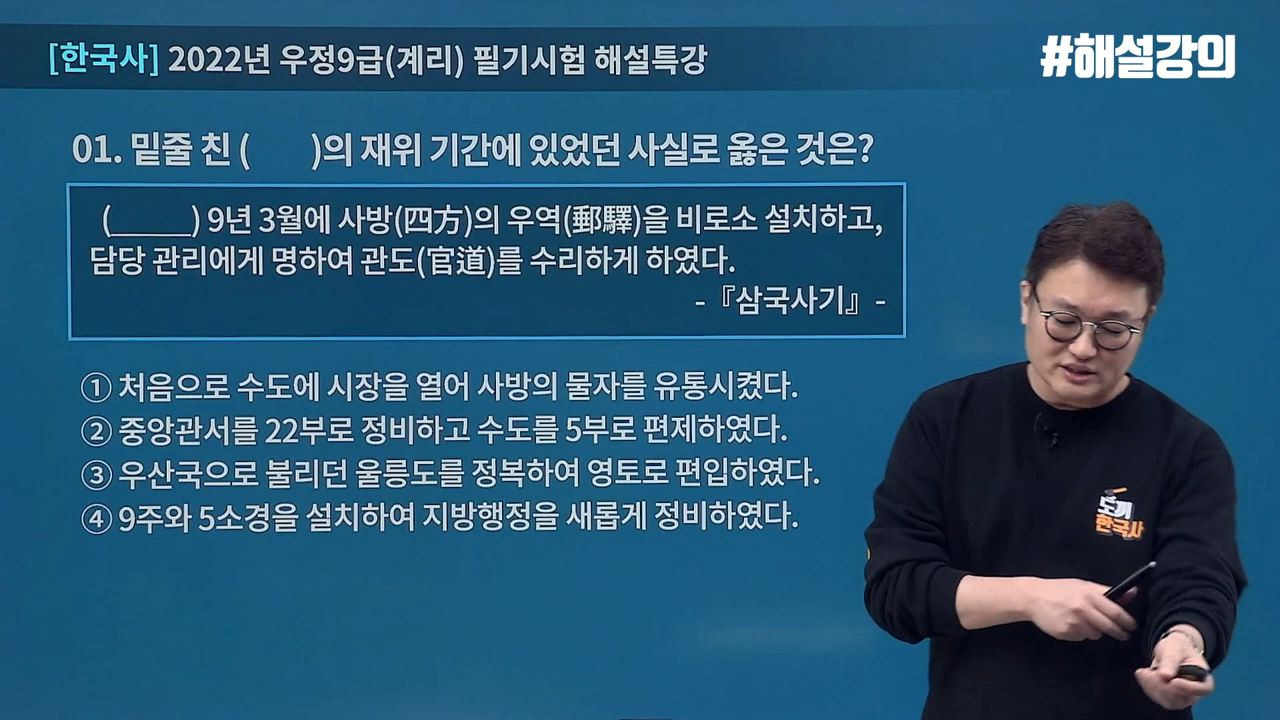 [한국사] 2022년 우정9급(계리) 필기시험 해설특강
#해설강의
01. 밑줄 친 ( )의 재위 기간에 있었던 사실로 옳은 것은?
(_____) 9년 3월에 사방(四方)의 우역(郵驛)을 비로소 설치하고,
담당 관리에게 명하여 관도(官道)를 수리하게 하였다.
-『삼국사기』-
① 처음으로 수도에 시장을 열어 사방의 물자를 유통시켰다.
② 중앙관서를 22부로 정비하고 수도를 5부로 편제하였다.
③ 우산국으로 불리던 울릉도를 정복하여 영토로 편입하였다.
④ 9주와 5소경을 설치하여 지방행정을 새롭게 정비하였다.
도끼
한국사